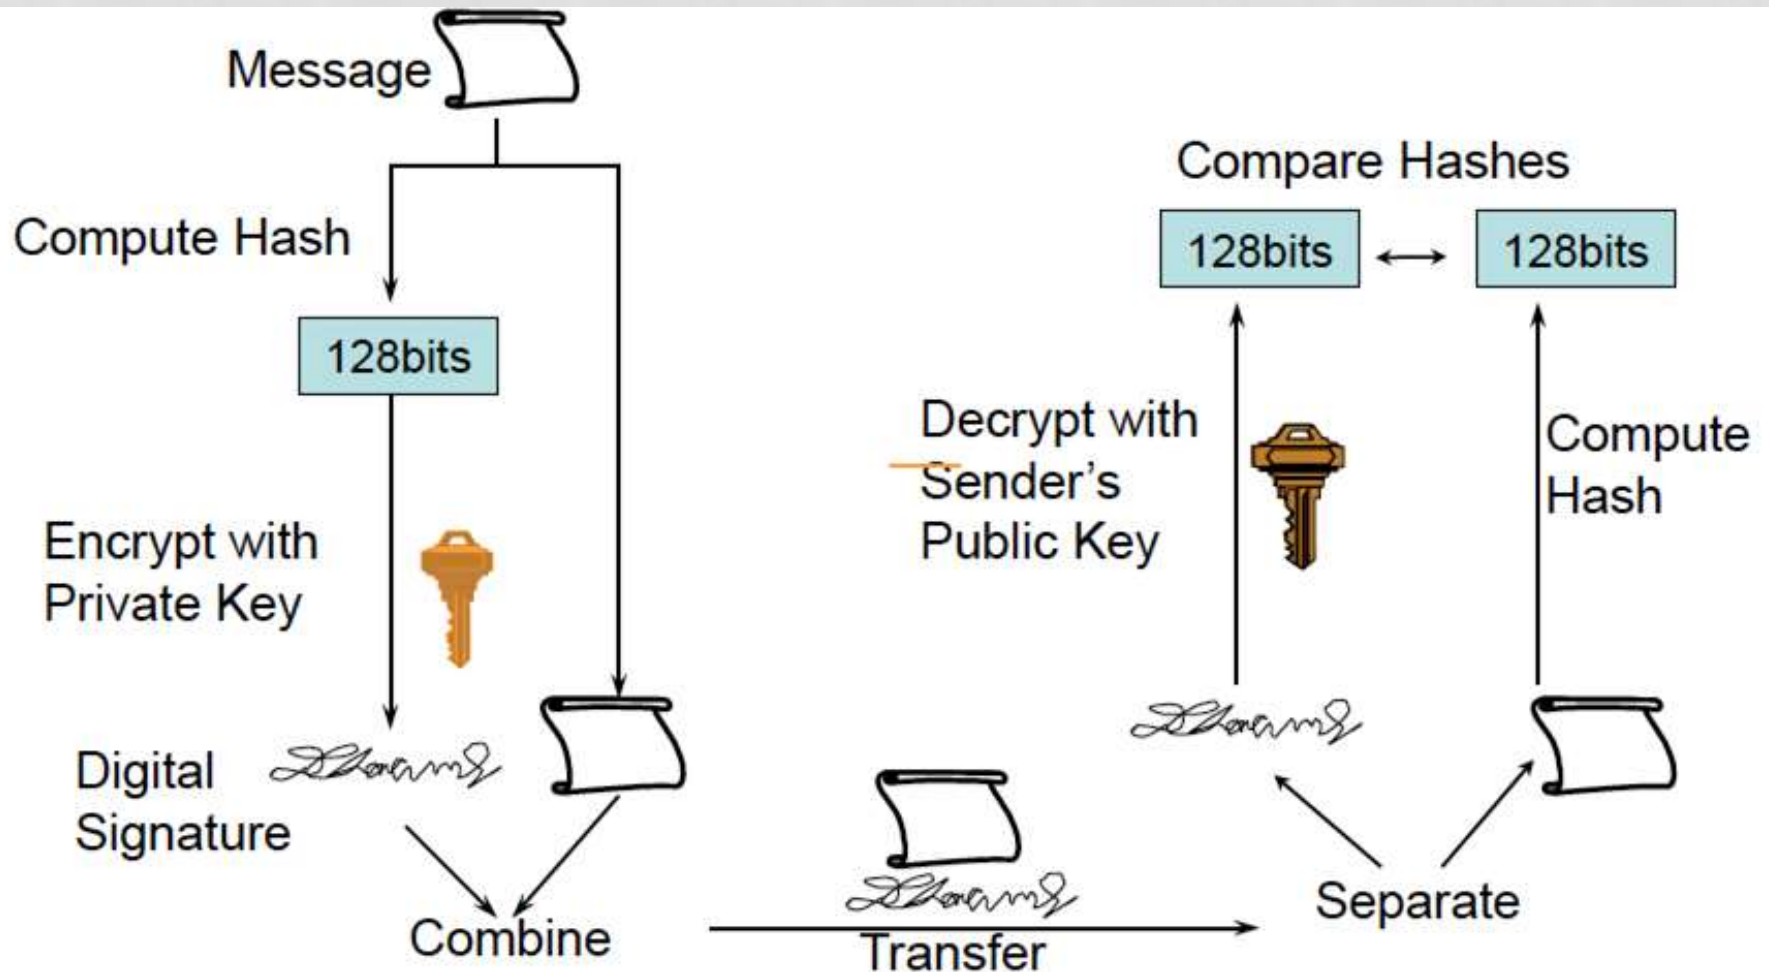 Message
Compute Hash
128bits
Encrypt with
Private Key
Digital
Signature
Combine
Transfer
Separate
Decrypt with
Sender's
Public Key
Compute
Hash
Compare Hashes
128bits
128bits